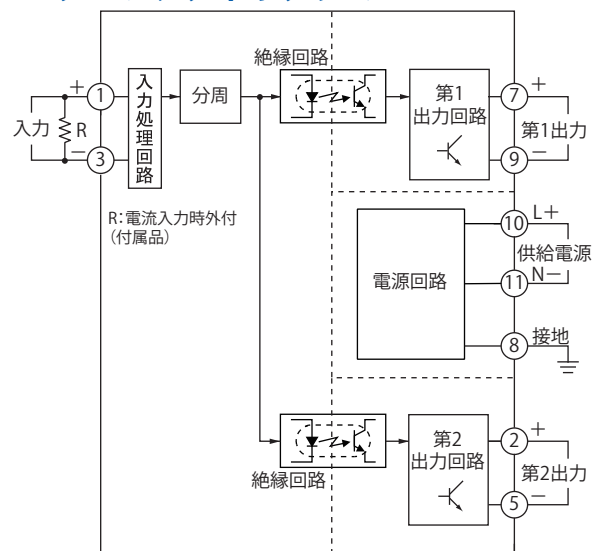 絶縁回路
入力処理回路
分周
第1
出力回路
+
1
入力
R
−
3
7
+
第1出力
9
−
R：電流入力時外付
（付属品）
電源回路
10
L+
供給電源
11
N−
8
接地
絶縁回路
第2
出力回路
2
+
第2出力
5
−